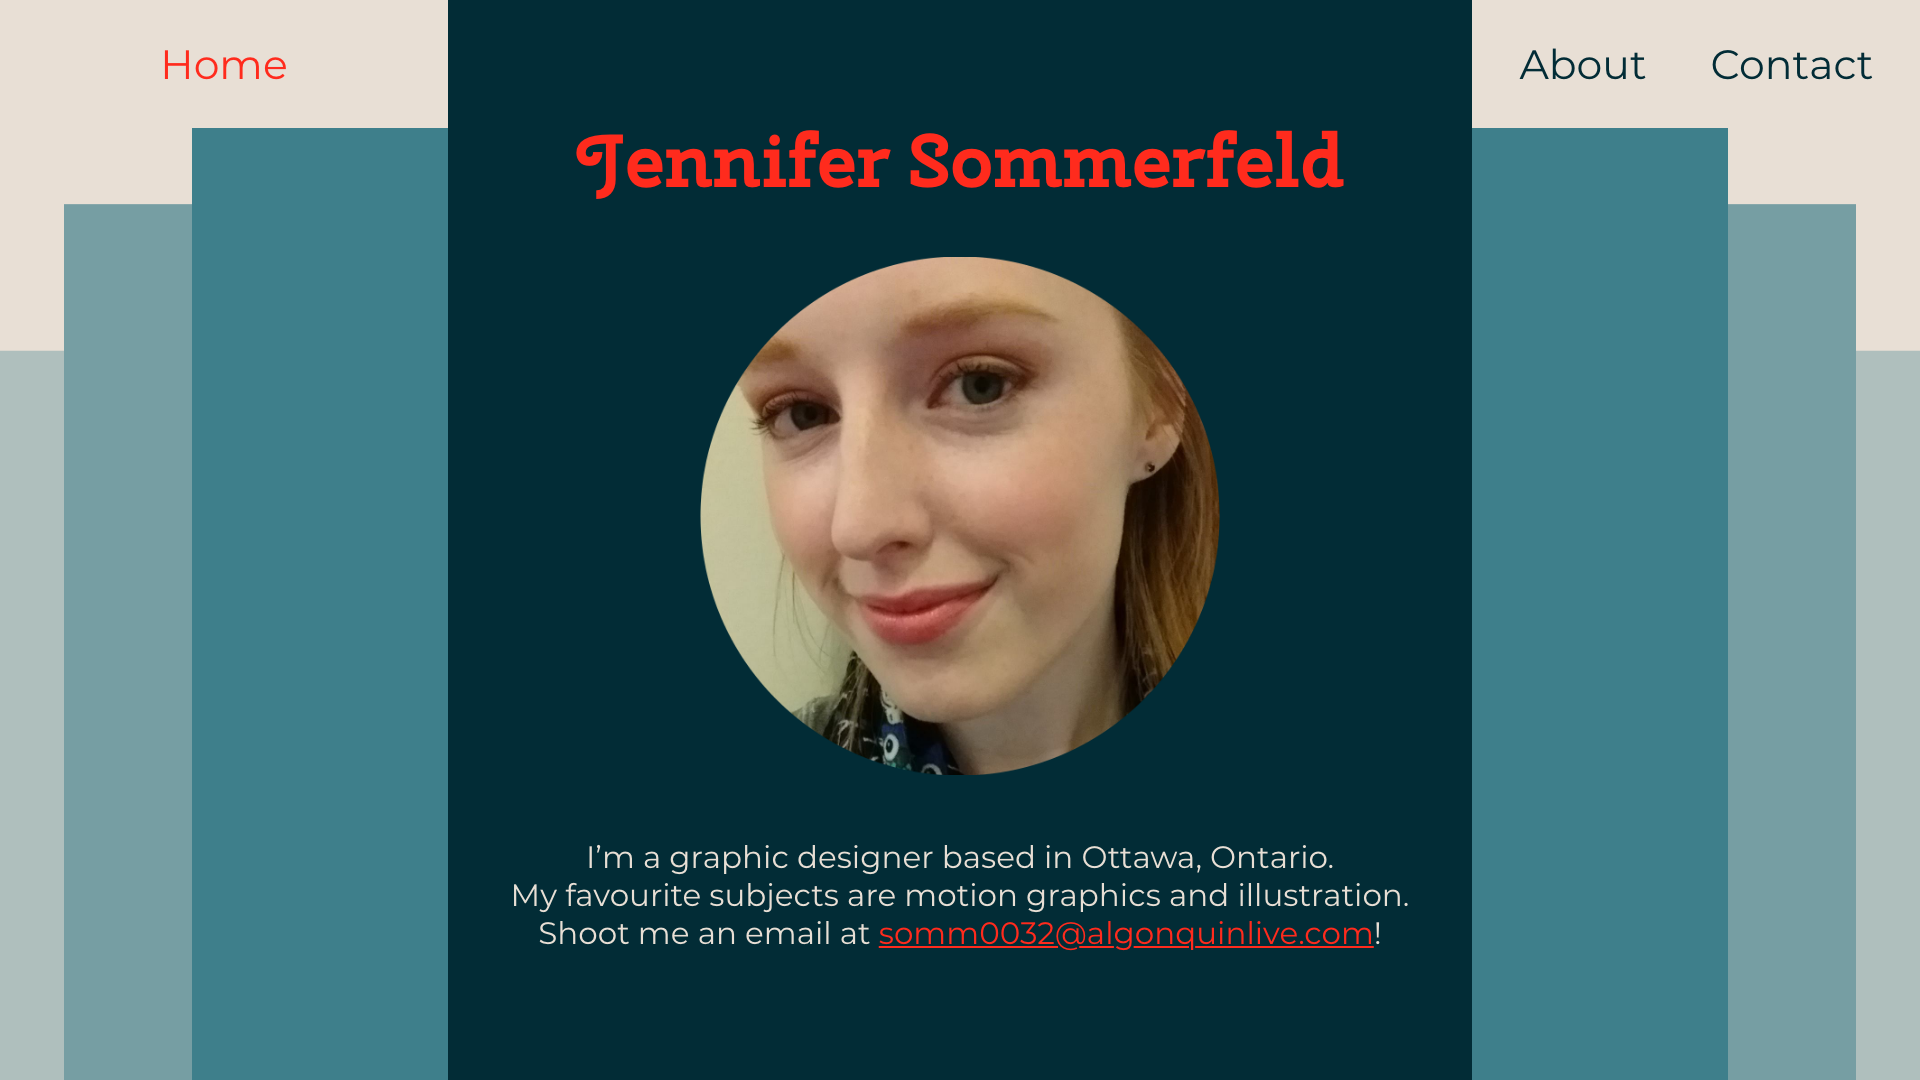 Home
About
Contact
Jennifer Sommerfeld
I’m a graphic designer based in Ottawa, Ontario.
My favourite subjects are motion graphics and illustration.
Shoot me an email at somm0032@algonquinlive.com!